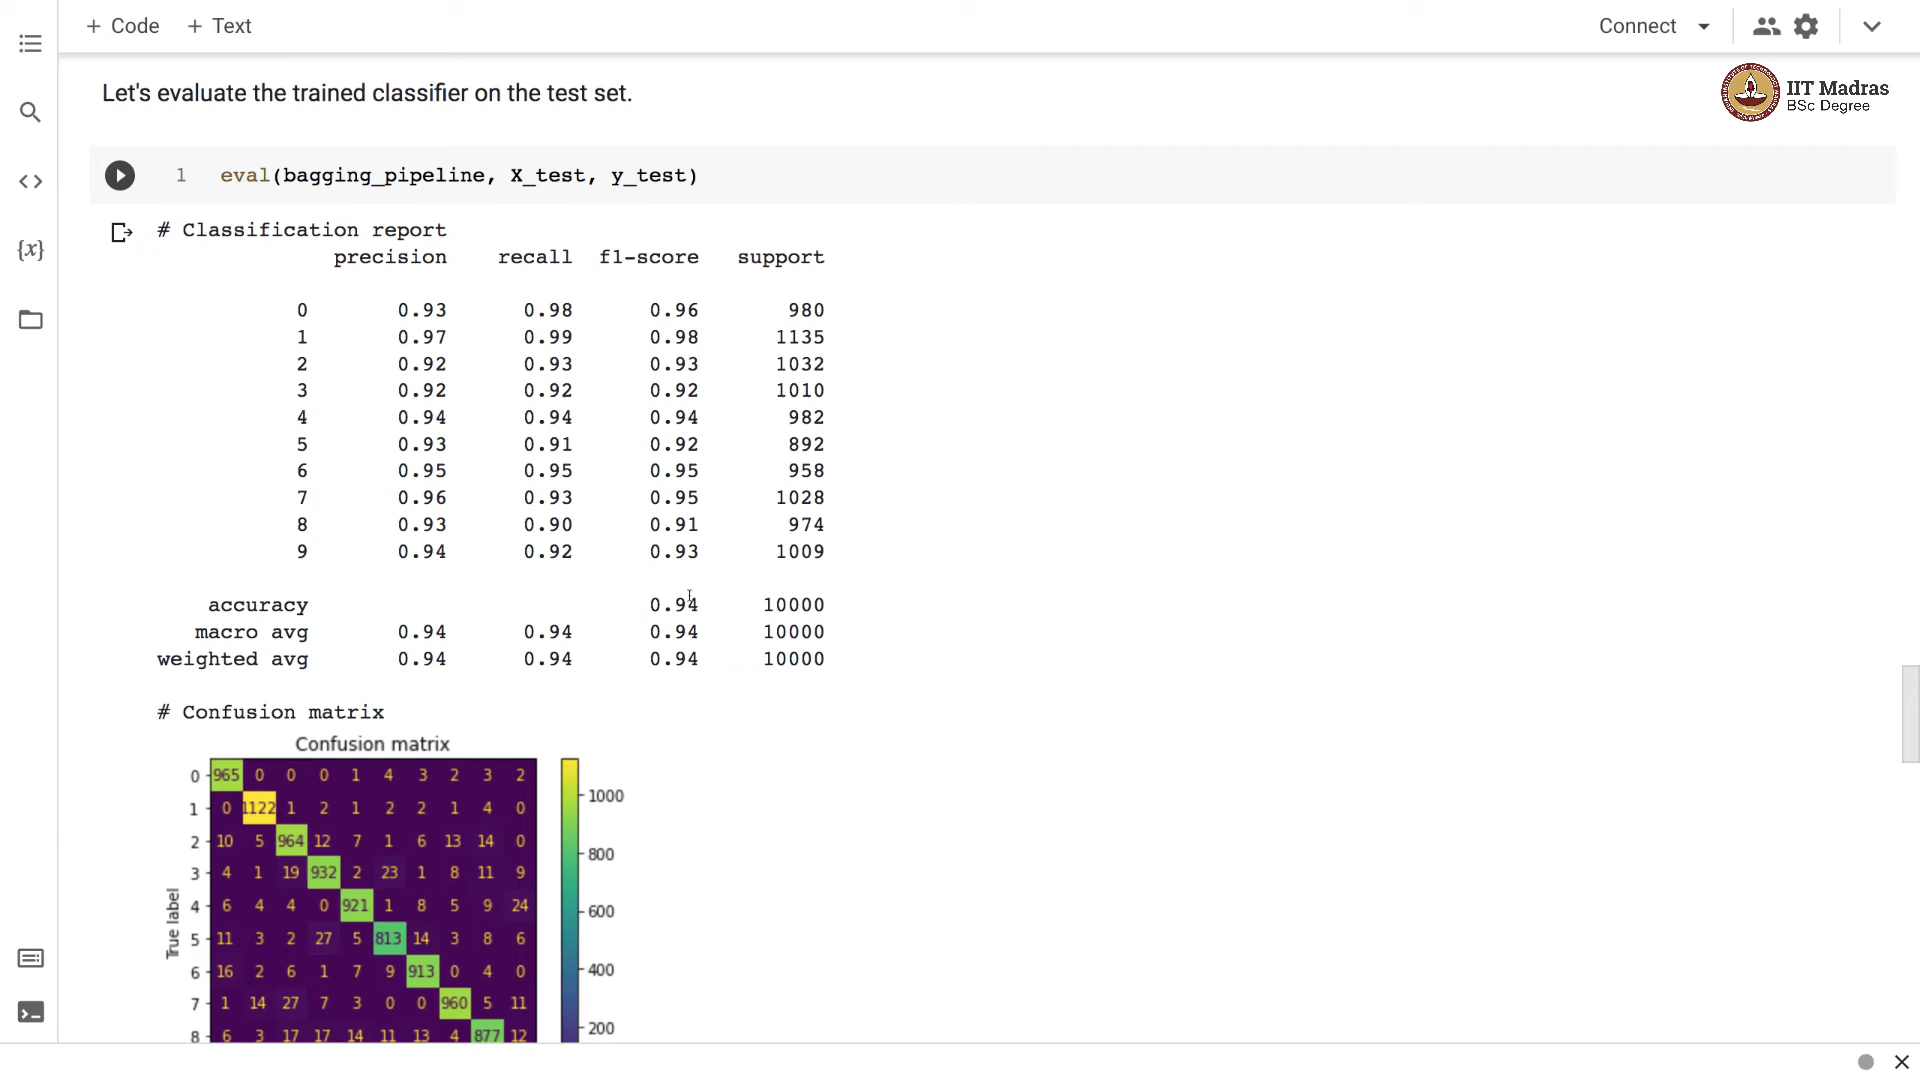 + Code + Text
Connect
IIT Madras
BSc Degree
Let's evaluate the trained classifier on the test set.
1 eval(bagging_pipeline, X_test, y_test)
# Classification report
precision recall f1-score support
0 0.93 0.98 0.96 980
1 0.97 0.99 0.98 1135
2 0.92 0.93 0.93 1032
3 0.92 0.92 0.92 1010
4 0.94 0.94 0.94 982
5 0.93 0.91 0.92 892
6 0.95 0.95 0.95 958
7 0.96 0.93 0.95 1028
8 0.93 0.90 0.91 974
9 0.94 0.92 0.93 1009
accuracy 0.94 10000
macro avg 0.94 0.94 0.94 10000
weighted avg 0.94 0.94 0.94 10000
# Confusion matrix
Confusion matrix
0 965 0 0 0 1 4 3 2 3 2
1 0 1122 1 2 1 2 2 1 4 0
2 10 5 964 12 7 1 6 13 14 0
3 4 1 19 932 2 23 1 8 11 9
4 6 4 4 0 921 1 8 5 9 24
5 11 3 2 27 5 813 14 3 8 6
6 16 2 6 1 7 9 913 0 4 0
7 1 14 27 7 3 0 0 960 5 11
8 6 3 17 17 14 11 13 4 877 12
True label
1000
800
600
400
200